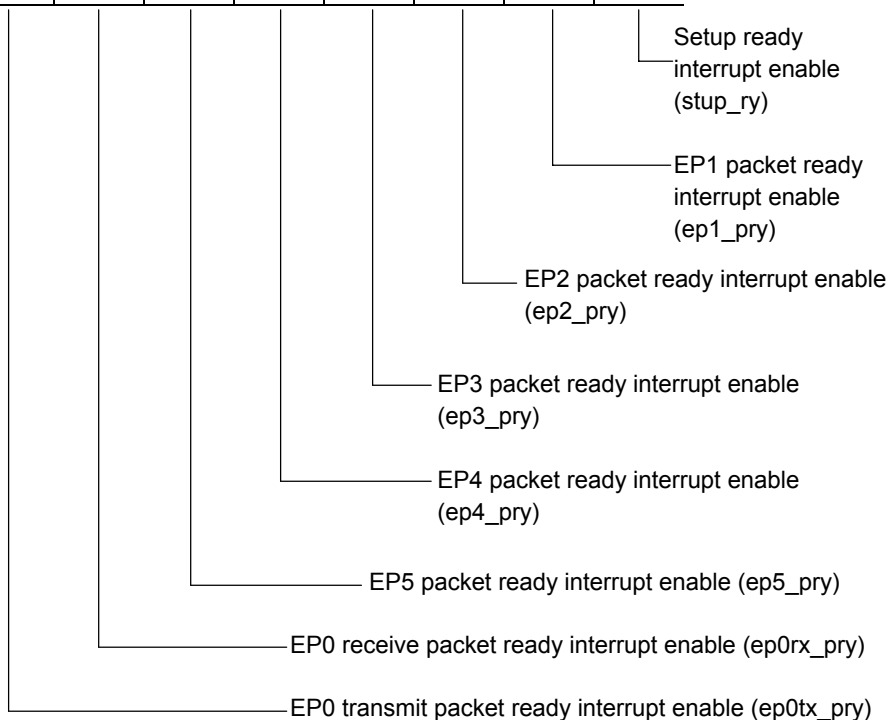 Setup ready
interrupt enable
(stup_ry)
EP1 packet ready
interrupt enable
(ep1_pry)
EP2 packet ready interrupt enable
(ep2_pry)
EP3 packet ready interrupt enable
(ep3_pry)
EP4 packet ready interrupt enable
(ep4_pry)
EP5 packet ready interrupt enable (ep5_pry)
EP0 receive packet ready interrupt enable (ep0rx_pry)
EP0 transmit packet ready interrupt enable (ep0tx_pry)